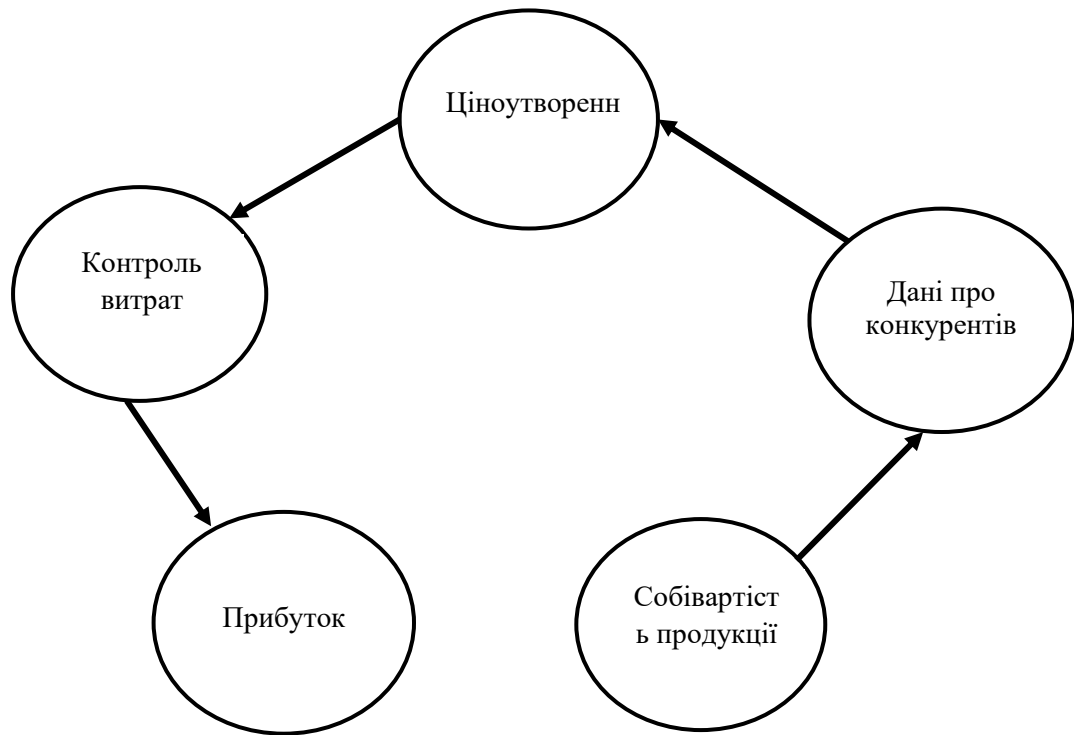 Ціноутворенн
Контроль
витрат
Дані про
конкурентів
Прибуток
Собівартіст
ь продукції